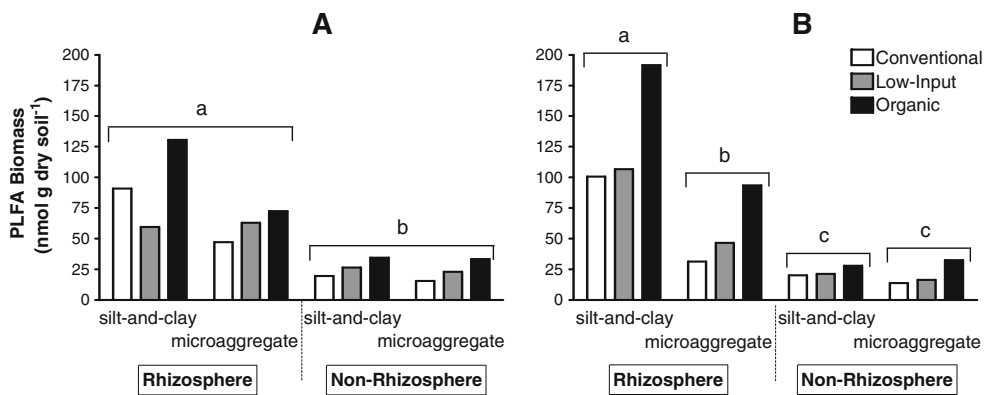 A
PLFA Biomass
(nmol g dry soil⁻¹)
200
175
150
125
100
75
50
25
0
a
b
silt-and-clay
microaggregate
silt-and-clay
microaggregate
Rhizosphere
Non-Rhizosphere
B
Conventional
Low-Input
Organic
200
175
150
125
100
75
50
25
0
a
b
c
c
silt-and-clay
microaggregate
silt-and-clay
microaggregate
Rhizosphere
Non-Rhizosphere